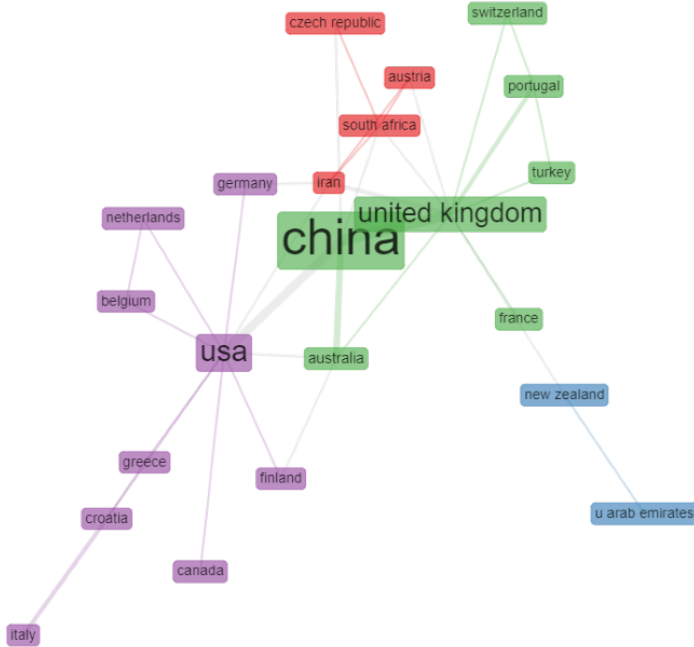 switzerland
czech republic
austria
portugal
south africa
turkey
germany
iran
united kingdom
netherlands
china
belgium
france
usa
australia
new zealand
greece
finland
u arab emirates
croatia
canada
italy